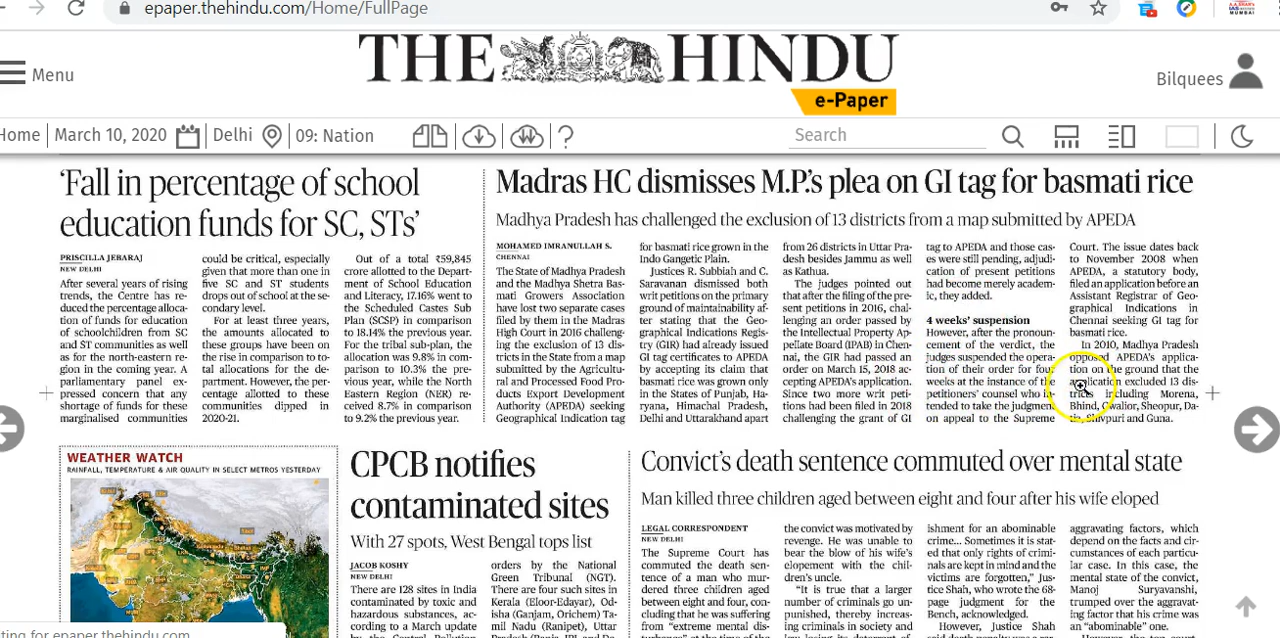 epaper.thehindu.com/Home/FullPage
THE HINDU
e-Paper
Menu
Bilquees
Home
March 10, 2020
Delhi
09: Nation
?
Search
'Fall in percentage of school
education funds for SC, STs'
PRISCILLA JEBARAJ
NEW DELHI
After several years of rising
trends, the Centre has re-
duced the percentage alloca-
tion of funds for education
of schoolchildren from SC
and ST communities as well
as for the north-eastern re-
gion in the coming year. A
parliamentary panel ex-
pressed concern that any
shortage of funds for these
marginalised communities
could be critical, especially
given that more than one in
five SC and ST students
drops out of school at the se-
condary level.
For at least three years,
the amounts allocated to
these groups have been on
the rise in comparison to to-
tal allocations for the de-
partment. However, the per-
centage allocated to these
communities dipped in
2020-21.
Out of a total ₹59,845
crore allotted to the Depart-
ment of School Education
and Literacy, 17.16% went to
the Scheduled Castes Sub
Plan (SCSP) in comparison
to 18.14% the previous year.
For the tribal sub-plan, the
allocation was 9.8% in com-
parison to 10.3% the pre-
vious year, while the North
Eastern Region (NER) re-
ceived 8.7% in comparison
to 9.2% the previous year.
Madras HC dismisses M.P.'s plea on GI tag for basmati rice
Madhya Pradesh has challenged the exclusion of 13 districts from a map submitted by APEDA
MOHAMED IMRANULLAH S.
CHENNAI
The State of Madhya Pradesh
and the Madhya Shetra Bas-
mati Growers Association
have lost two separate cases
filed by them in the Madras
High Court in 2016 challeng-
ing the exclusion of 13 dis-
tricts in the State from a map
submitted by the Agricultu-
ral and Processed Food Pro-
ducts Export Development
Authority (APEDA) seeking
Geographical Indication tag
for basmati rice grown in the
Indo Gangetic Plain.
Justices R. Subbiah and C.
Saravanan dismissed both
writ petitions on the primary
ground of maintainability af-
ter stating that the Geo-
graphical Indications Regis-
try (GIR) had already issued
GI tag certificates to APEDA
by accepting its claim that
basmati rice was grown only
in the States of Punjab, Ha-
ryana, Himachal Pradesh,
Delhi and Uttarakhand apart
from 26 districts in Uttar Pra-
desh besides Jammu as well
as Kathua.
The judges pointed out
that after the filing of the pre-
sent petitions in 2016, chal-
lenging an order passed by
the Intellectual Property Ap-
pellate Board (IPAB) in Chen-
nai, the GIR had passed an
order on March 15, 2018 ac-
cepting APEDA's application.
Since two more writ peti-
tions had been filed in 2018
challenging the grant of GI
tag to APEDA and those cas-
es were still pending, adjudi-
cation of present petitions
had become merely academ-
ic, they added.
4 weeks' suspension
However, after the pronoun-
cement of the verdict, the
judges suspended the opera-
tion of their order for four
weeks at the instance of the
petitioners' counsel who in-
tended to take the judgment
on appeal to the Supreme
Court. The issue dates back
to November 2008 when
APEDA, a statutory body,
filed an application before an
Assistant Registrar of Geo-
graphical Indications in
Chennai seeking GI tag for
basmati rice.
In 2010, Madhya Pradesh
opposed APEDA's applica-
tion on the ground that the
application excluded 13 dis-
tricts including Morena,
Bhind, Gwalior, Sheopur, Da-
tia, Shivpuri and Guna.
WEATHER WATCH
RAINFALL, TEMPERATURE & AIR QUALITY IN SELECT METROS YESTERDAY
CPCB notifies
contaminated sites
With 27 spots, West Bengal tops list
JACOB KOSHY
NEW DELHI
There are 128 sites in India
contaminated by toxic and
hazardous substances, ac-
cording to a March update
by the Central Pollution
orders by the National
Green Tribunal (NGT).
There are four such sites in
Kerala (Eloor-Edayar), Od-
isha (Ganjam, Orichem) Ta-
mil Nadu (Ranipet), Uttar
Convict's death sentence commuted over mental state
Man killed three children aged between eight and four after his wife eloped
LEGAL CORRESPONDENT
NEW DELHI
The Supreme Court has
commuted the death sen-
tence of a man who mur-
dered three children aged
between eight and four, con-
cluding that he was suffering
from "extreme mental dis-
the convict was motivated by
revenge. He was unable to
bear the blow of his wife's
elopement with the chil-
dren's uncle.
"It is true that a larger
number of criminals go un-
punished, thereby increas-
ing criminals in society and
ishment for an abominable
crime... Sometimes it is stat-
ed that only rights of crimi-
nals are kept in mind and the
victims are forgotten," Jus-
tice Shah, who wrote the 68-
page judgment for the
Bench, acknowledged.
However, Justice Shah
aggravating factors, which
depend on the facts and cir-
cumstances of each particu-
lar case. In this case, the
mental state of the convict,
Manoj Suryavanshi,
trumped over the aggravat-
ing factor that his crime was
an "abominable" one.
ting for epaper.thehindu.com